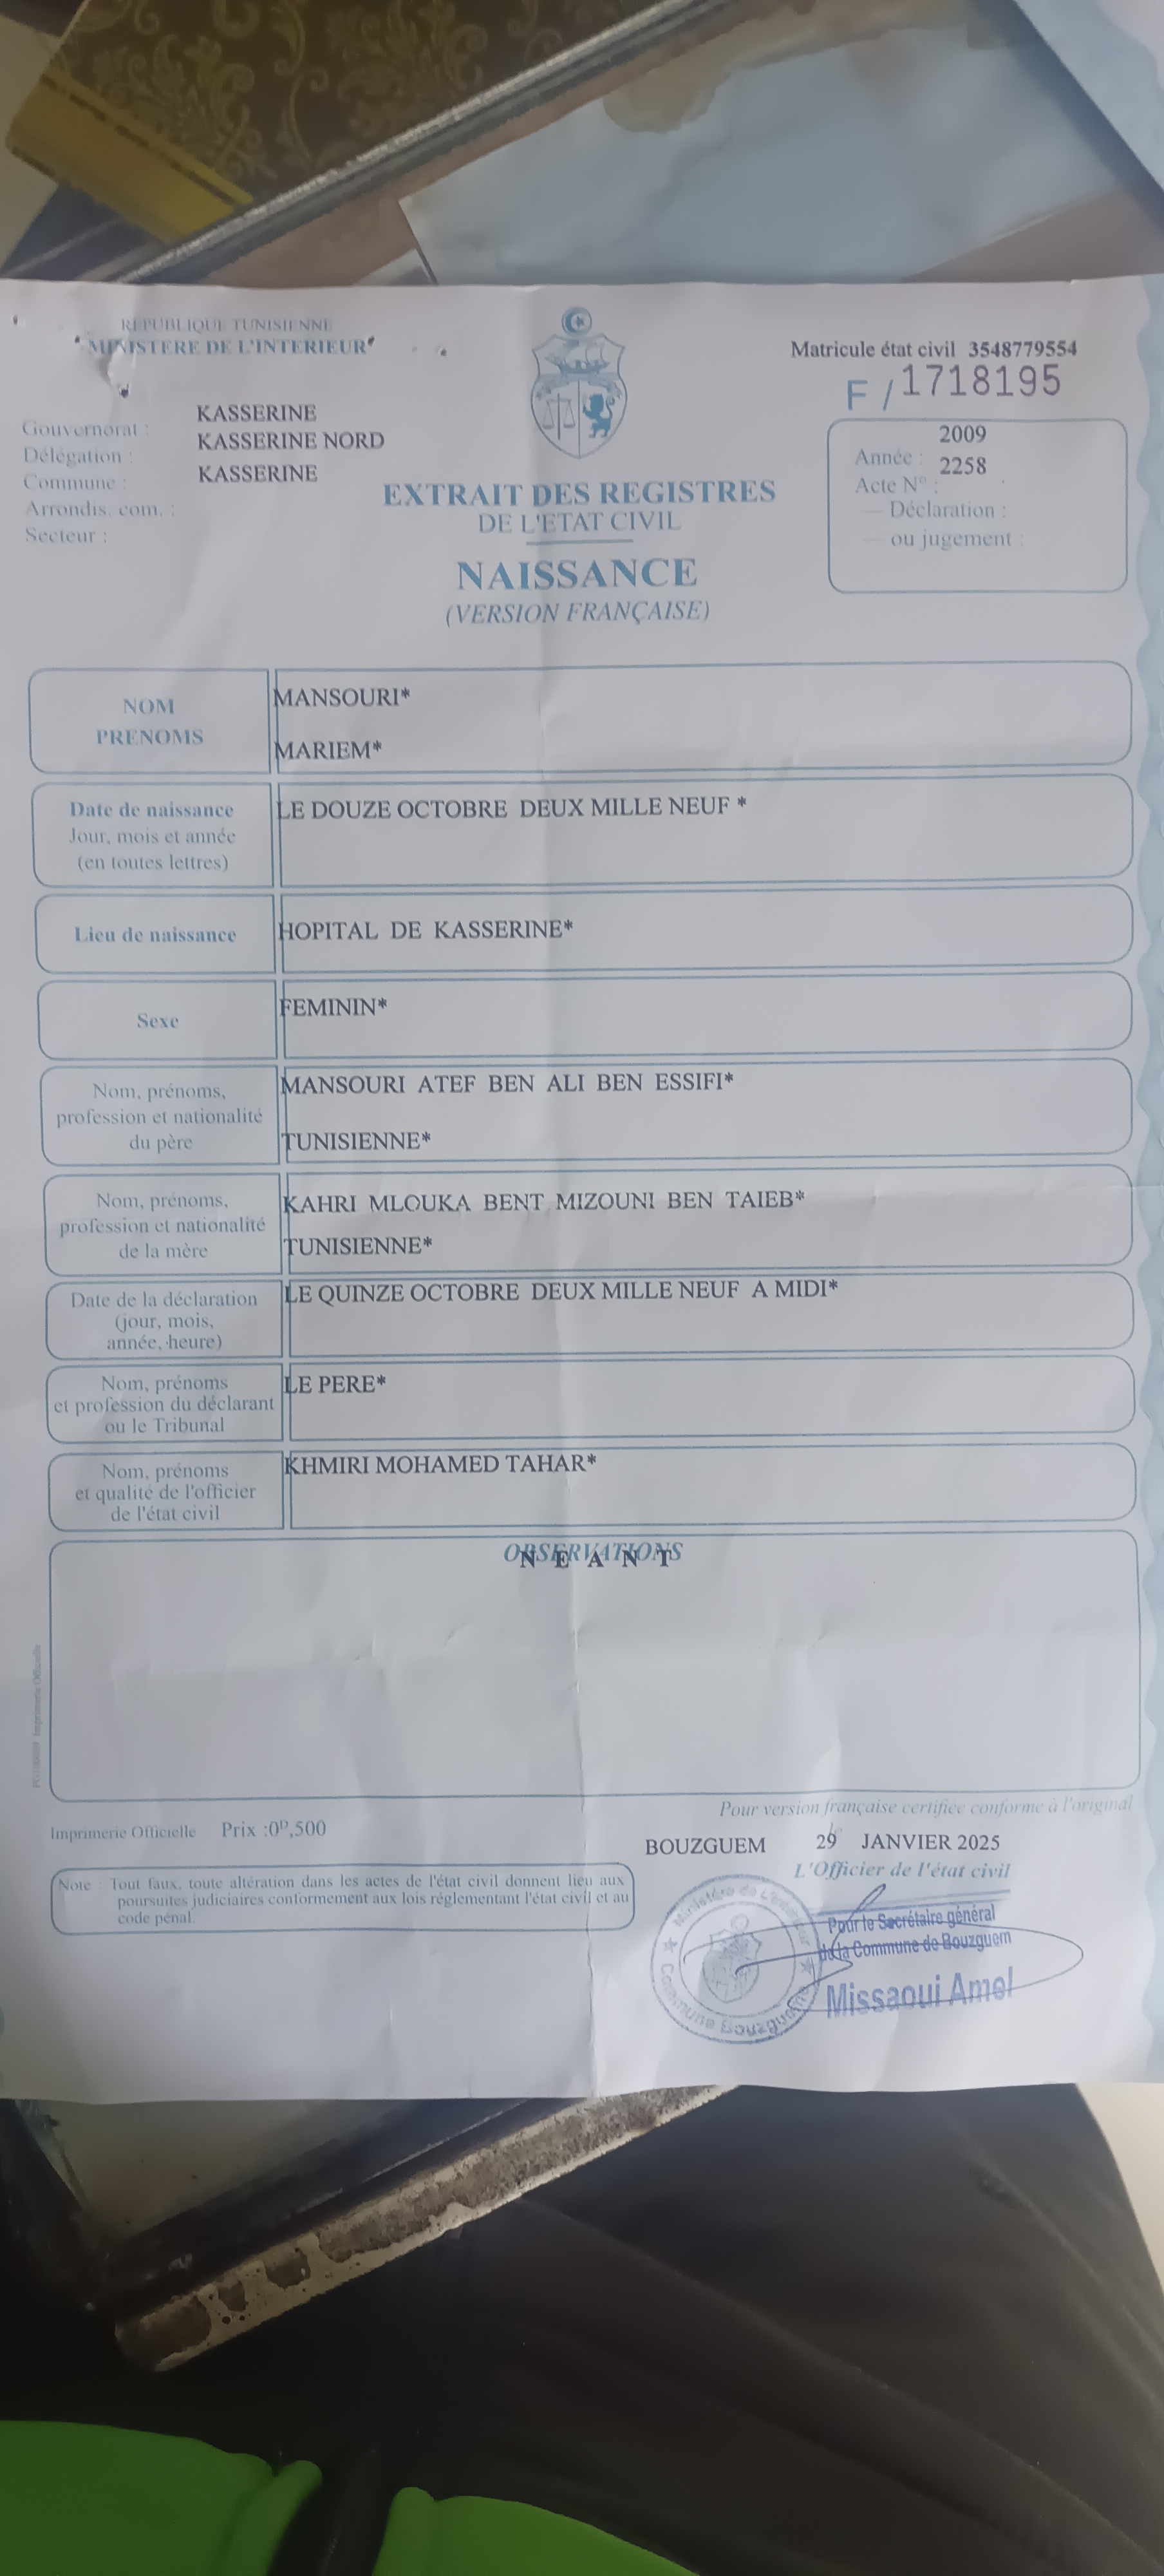 REPUBLIQUE TUNISIENNE
MINISTERE DE L'INTERIEUR
Matricule état civil 3548779554
F / 1718195
Gouvernorat : KASSERINE
Délégation : KASSERINE NORD
Commune : KASSERINE
Arrondis. com. :
Secteur :
2009
Année :
2258
Acte N° :
— Déclaration :
— ou jugement :
EXTRAIT DES REGISTRES
DE L'ETAT CIVIL
NAISSANCE
(VERSION FRANÇAISE)
NOM
PRENOMS
MANSOURI*
MARIEM*
Date de naissance
Jour, mois et année
(en toutes lettres)
LE DOUZE OCTOBRE DEUX MILLE NEUF *
Lieu de naissance
HOPITAL DE KASSERINE*
Sexe
FEMININ*
Nom, prénoms,
profession et nationalité
du père
MANSOURI ATEF BEN ALI BEN ESSIFI*
TUNISIENNE*
Nom, prénoms,
profession et nationalité
de la mère
KAHRI MLOUKA BENT MIZOUNI BEN TAIEB*
TUNISIENNE*
Date de la déclaration
(jour, mois,
année, heure)
LE QUINZE OCTOBRE DEUX MILLE NEUF A MIDI*
Nom, prénoms
et profession du déclarant
ou le Tribunal
LE PERE*
Nom, prénoms
et qualité de l'officier
de l'état civil
KHMIRI MOHAMED TAHAR*
OBSERVATIONS
N E A N T
Imprimerie Officielle
Pour version française certifiée conforme à l'original
Imprimerie Officielle Prix :0ᴰ,500
BOUZGUEM le 29 JANVIER 2025
L'Officier de l'état civil
Note : Tout faux, toute altération dans les actes de l'état civil donnent lieu aux
poursuites judiciaires conformement aux lois réglementant l'état civil et au
code pénal.
Ministère de L'intérieur
Commune Bouzguem
Pour le Secrétaire général
de la Commune de Bouzguem
Missaoui Amel